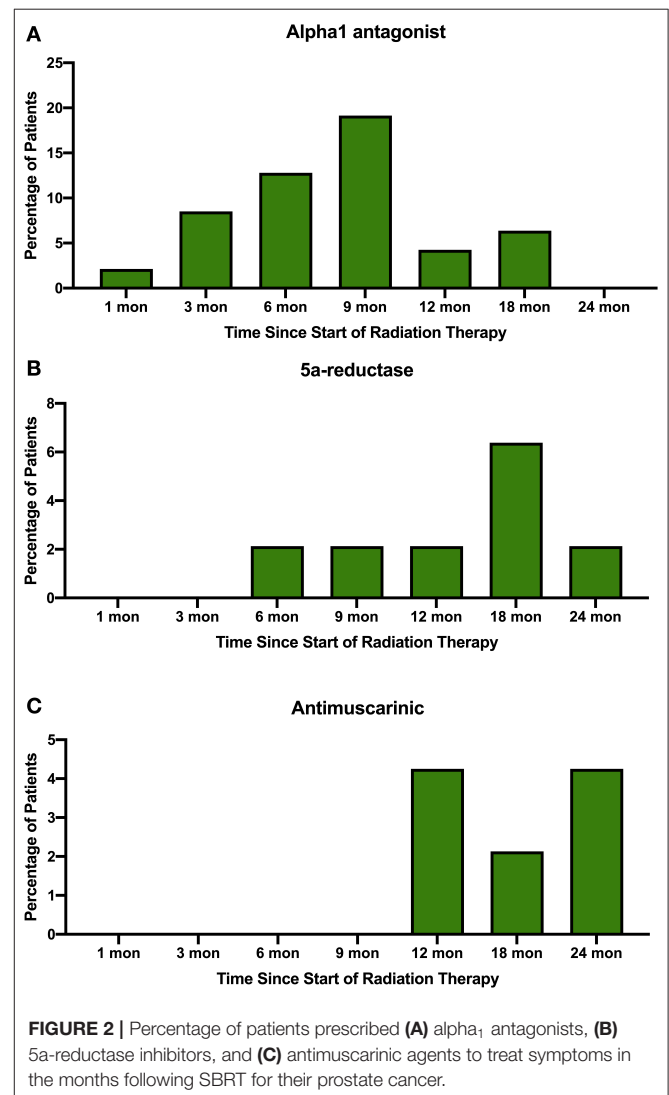 A
Alpha1 antagonist
25
20
15
10
5
0
Percentage of Patients
1 mon 3 mon 6 mon 9 mon 12 mon 18 mon 24 mon
Time Since Start of Radiation Therapy
B
5a-reductase
8
6
4
2
0
Percentage of Patients
1 mon 3 mon 6 mon 9 mon 12 mon 18 mon 24 mon
Time Since Start of Radiation Therapy
C
Antimuscarinic
5
4
3
2
1
0
Percentage of Patients
1 mon 3 mon 6 mon 9 mon 12 mon 18 mon 24 mon
Time Since Start of Radiation Therapy
FIGURE 2 | Percentage of patients prescribed (A) alpha₁ antagonists, (B)
5a-reductase inhibitors, and (C) antimuscarinic agents to treat symptoms in
the months following SBRT for their prostate cancer.